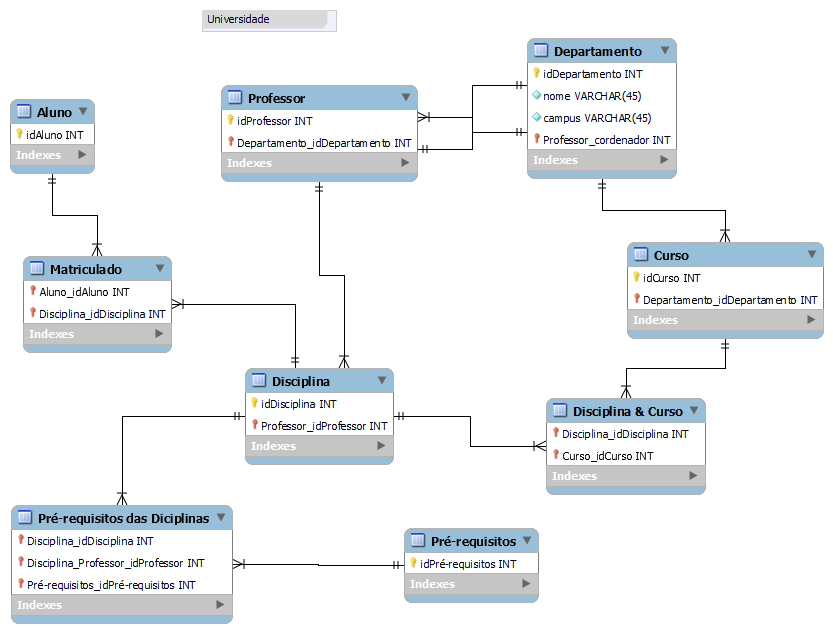 Universidade
Departamento
idDepartamento INT
nome VARCHAR(45)
campus VARCHAR(45)
Professor_cordenador INT
Indexes
Professor
idProfessor INT
Departamento_idDepartamento INT
Indexes
Aluno
idAluno INT
Indexes
Curso
idCurso INT
Departamento_idDepartamento INT
Indexes
Matriculado
Aluno_idAluno INT
Disciplina_idDisciplina INT
Indexes
Disciplina
idDisciplina INT
Professor_idProfessor INT
Indexes
Disciplina & Curso
Disciplina_idDisciplina INT
Curso_idCurso INT
Indexes
Pré-requisitos das Diciplinas
Disciplina_idDisciplina INT
Disciplina_Professor_idProfessor INT
Pré-requisitos_idPré-requisitos INT
Indexes
Pré-requisitos
idPré-requisitos INT
Indexes